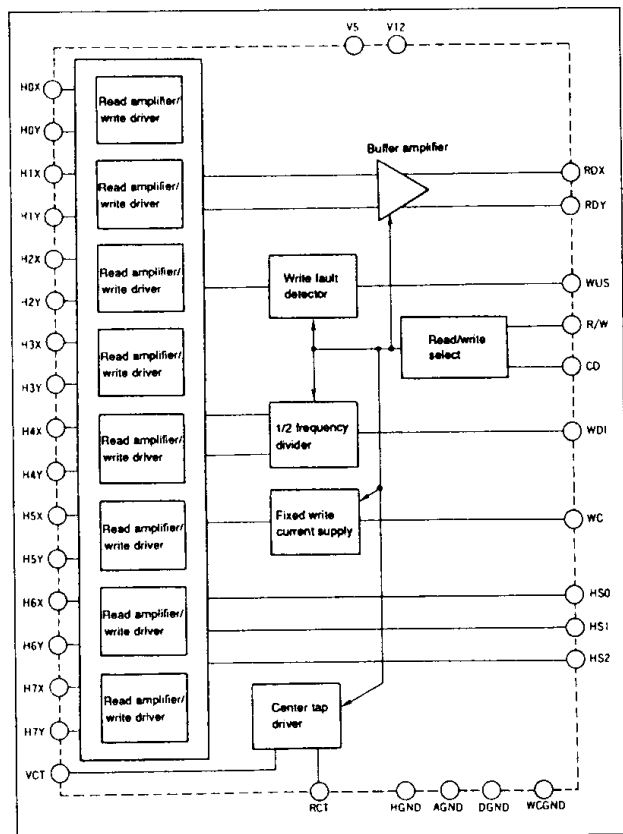 V5 V12
H0X
Read amplifier/
write driver
H0Y
Buffer amplifier
H1X
Read amplifier/
write driver
RDX
H1Y
RDY
H2X
Read amplifier/
write driver
Write fault
detector
WUS
H2Y
R/W
H3X
Read amplifier/
write driver
Read/write
select
CD
H3Y
H4X
Read amplifier/
write driver
1/2 frequency
divider
WDI
H4Y
H5X
Read amplifier/
write driver
Fixed write
current supply
WC
H5Y
H6X
Read amplifier/
write driver
HS0
HS1
H6Y
HS2
H7X
Read amplifier/
write driver
Center tap
driver
H7Y
VCT
RCT HGND AGND DGND WCGND